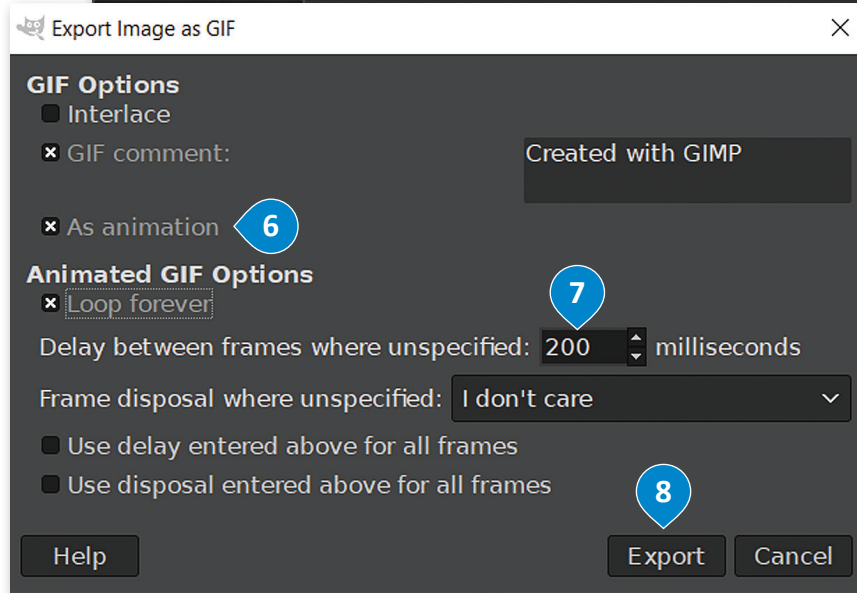 Export Image as GIF
GIF Options
Interlace
GIF comment: Created with GIMP
As animation 6
Animated GIF Options
Loop forever
7
Delay between frames where unspecified: 200 milliseconds
Frame disposal where unspecified: I don't care
Use delay entered above for all frames
Use disposal entered above for all frames
8
Help Export Cancel